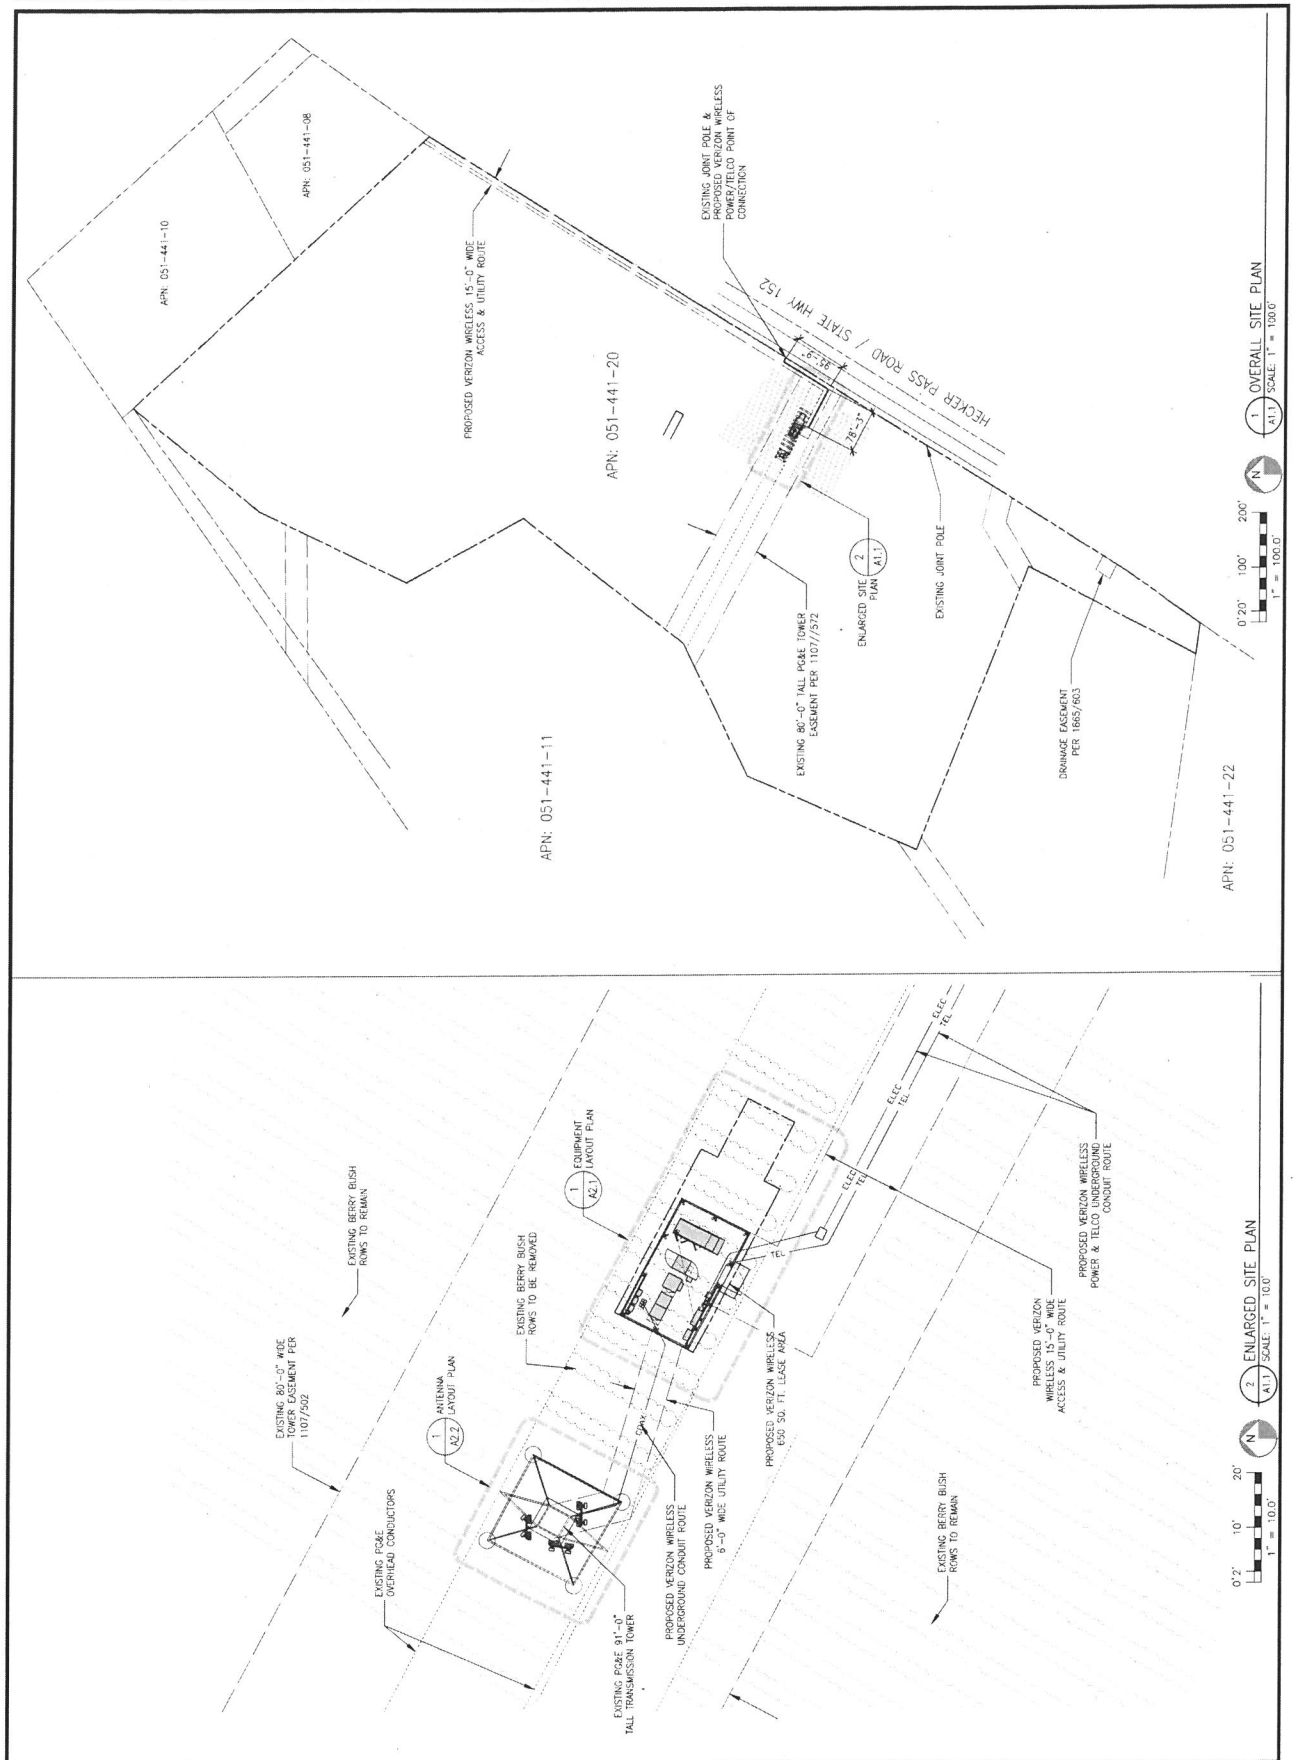 APN: 051-441-10
APN: 051-441-08
PROPOSED VERIZON WIRELESS 15'-0" WIDE
ACCESS & UTILITY ROUTE
APN: 051-441-20
EXISTING JOINT POLE &
PROPOSED VERIZON WIRELESS
POWER/TELCO POINT OF
CONNECTION
HECKER PASS ROAD / STATE HWY 152
95'-9"
78'-3"
APN: 051-441-11
EXISTING 80'-0" TALL PG&E TOWER
EASEMENT PER 1107//572
ENLARGED SITE
PLAN
2
A1.1
EXISTING JOINT POLE
DRAINAGE EASEMENT
PER 1665/603
APN: 051-441-22
0'20' 100' 200'
1" = 100.0'
N
1
A1.1
OVERALL SITE PLAN
SCALE: 1" = 100.0'
EXISTING 80'-0" WIDE
TOWER EASEMENT PER
1107/502
EXISTING BERRY BUSH
ROWS TO REMAIN
EXISTING PG&E
OVERHEAD CONDUCTORS
1
A2.2
ANTENNA
LAYOUT PLAN
EXISTING BERRY BUSH
ROWS TO BE REMOVED
1
A2.1
EQUIPMENT
LAYOUT PLAN
EXISTING PG&E 91'-0"
TALL TRANSMISSION TOWER
COAX
PROPOSED VERIZON WIRELESS
UNDERGROUND CONDUIT ROUTE
PROPOSED VERIZON WIRELESS
6'-0" WIDE UTILITY ROUTE
PROPOSED VERIZON WIRELESS
650 SQ. FT. LEASE AREA
TEL
ELEC
TEL
ELEC
TEL
ELEC
TEL
PROPOSED VERIZON
WIRELESS 15'-0" WIDE
ACCESS & UTILITY ROUTE
PROPOSED VERIZON WIRELESS
POWER & TELCO UNDERGROUND
CONDUIT ROUTE
EXISTING BERRY BUSH
ROWS TO REMAIN
0'2' 10' 20'
1" = 10.0'
N
2
A1.1
ENLARGED SITE PLAN
SCALE: 1" = 10.0'